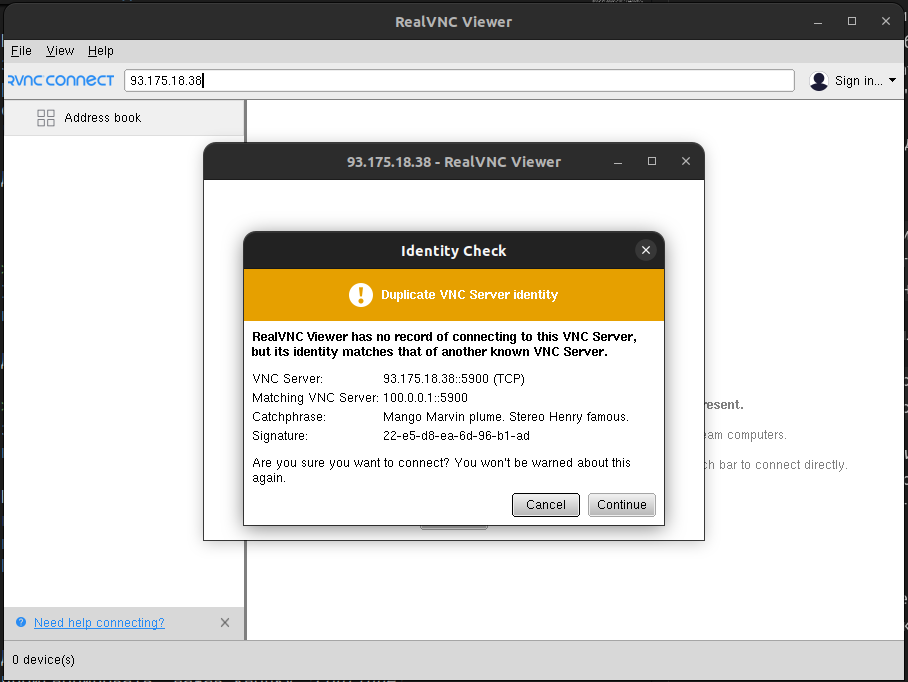 RealVNC Viewer
File View Help
RVNC CONNECT 93.175.18.38 Sign in...
Address book
93.175.18.38 - RealVNC Viewer
Identity Check
Duplicate VNC Server identity
RealVNC Viewer has no record of connecting to this VNC Server,
but its identity matches that of another known VNC Server.
VNC Server: 93.175.18.38::5900 (TCP)
Matching VNC Server: 100.0.0.1::5900
Catchphrase: Mango Marvin plume. Stereo Henry famous.
Signature: 22-e5-d8-ea-6d-96-b1-ad
Are you sure you want to connect? You won't be warned about this
again.
Cancel Continue
resent.
eam computers.
ch bar to connect directly.
Need help connecting?
0 device(s)